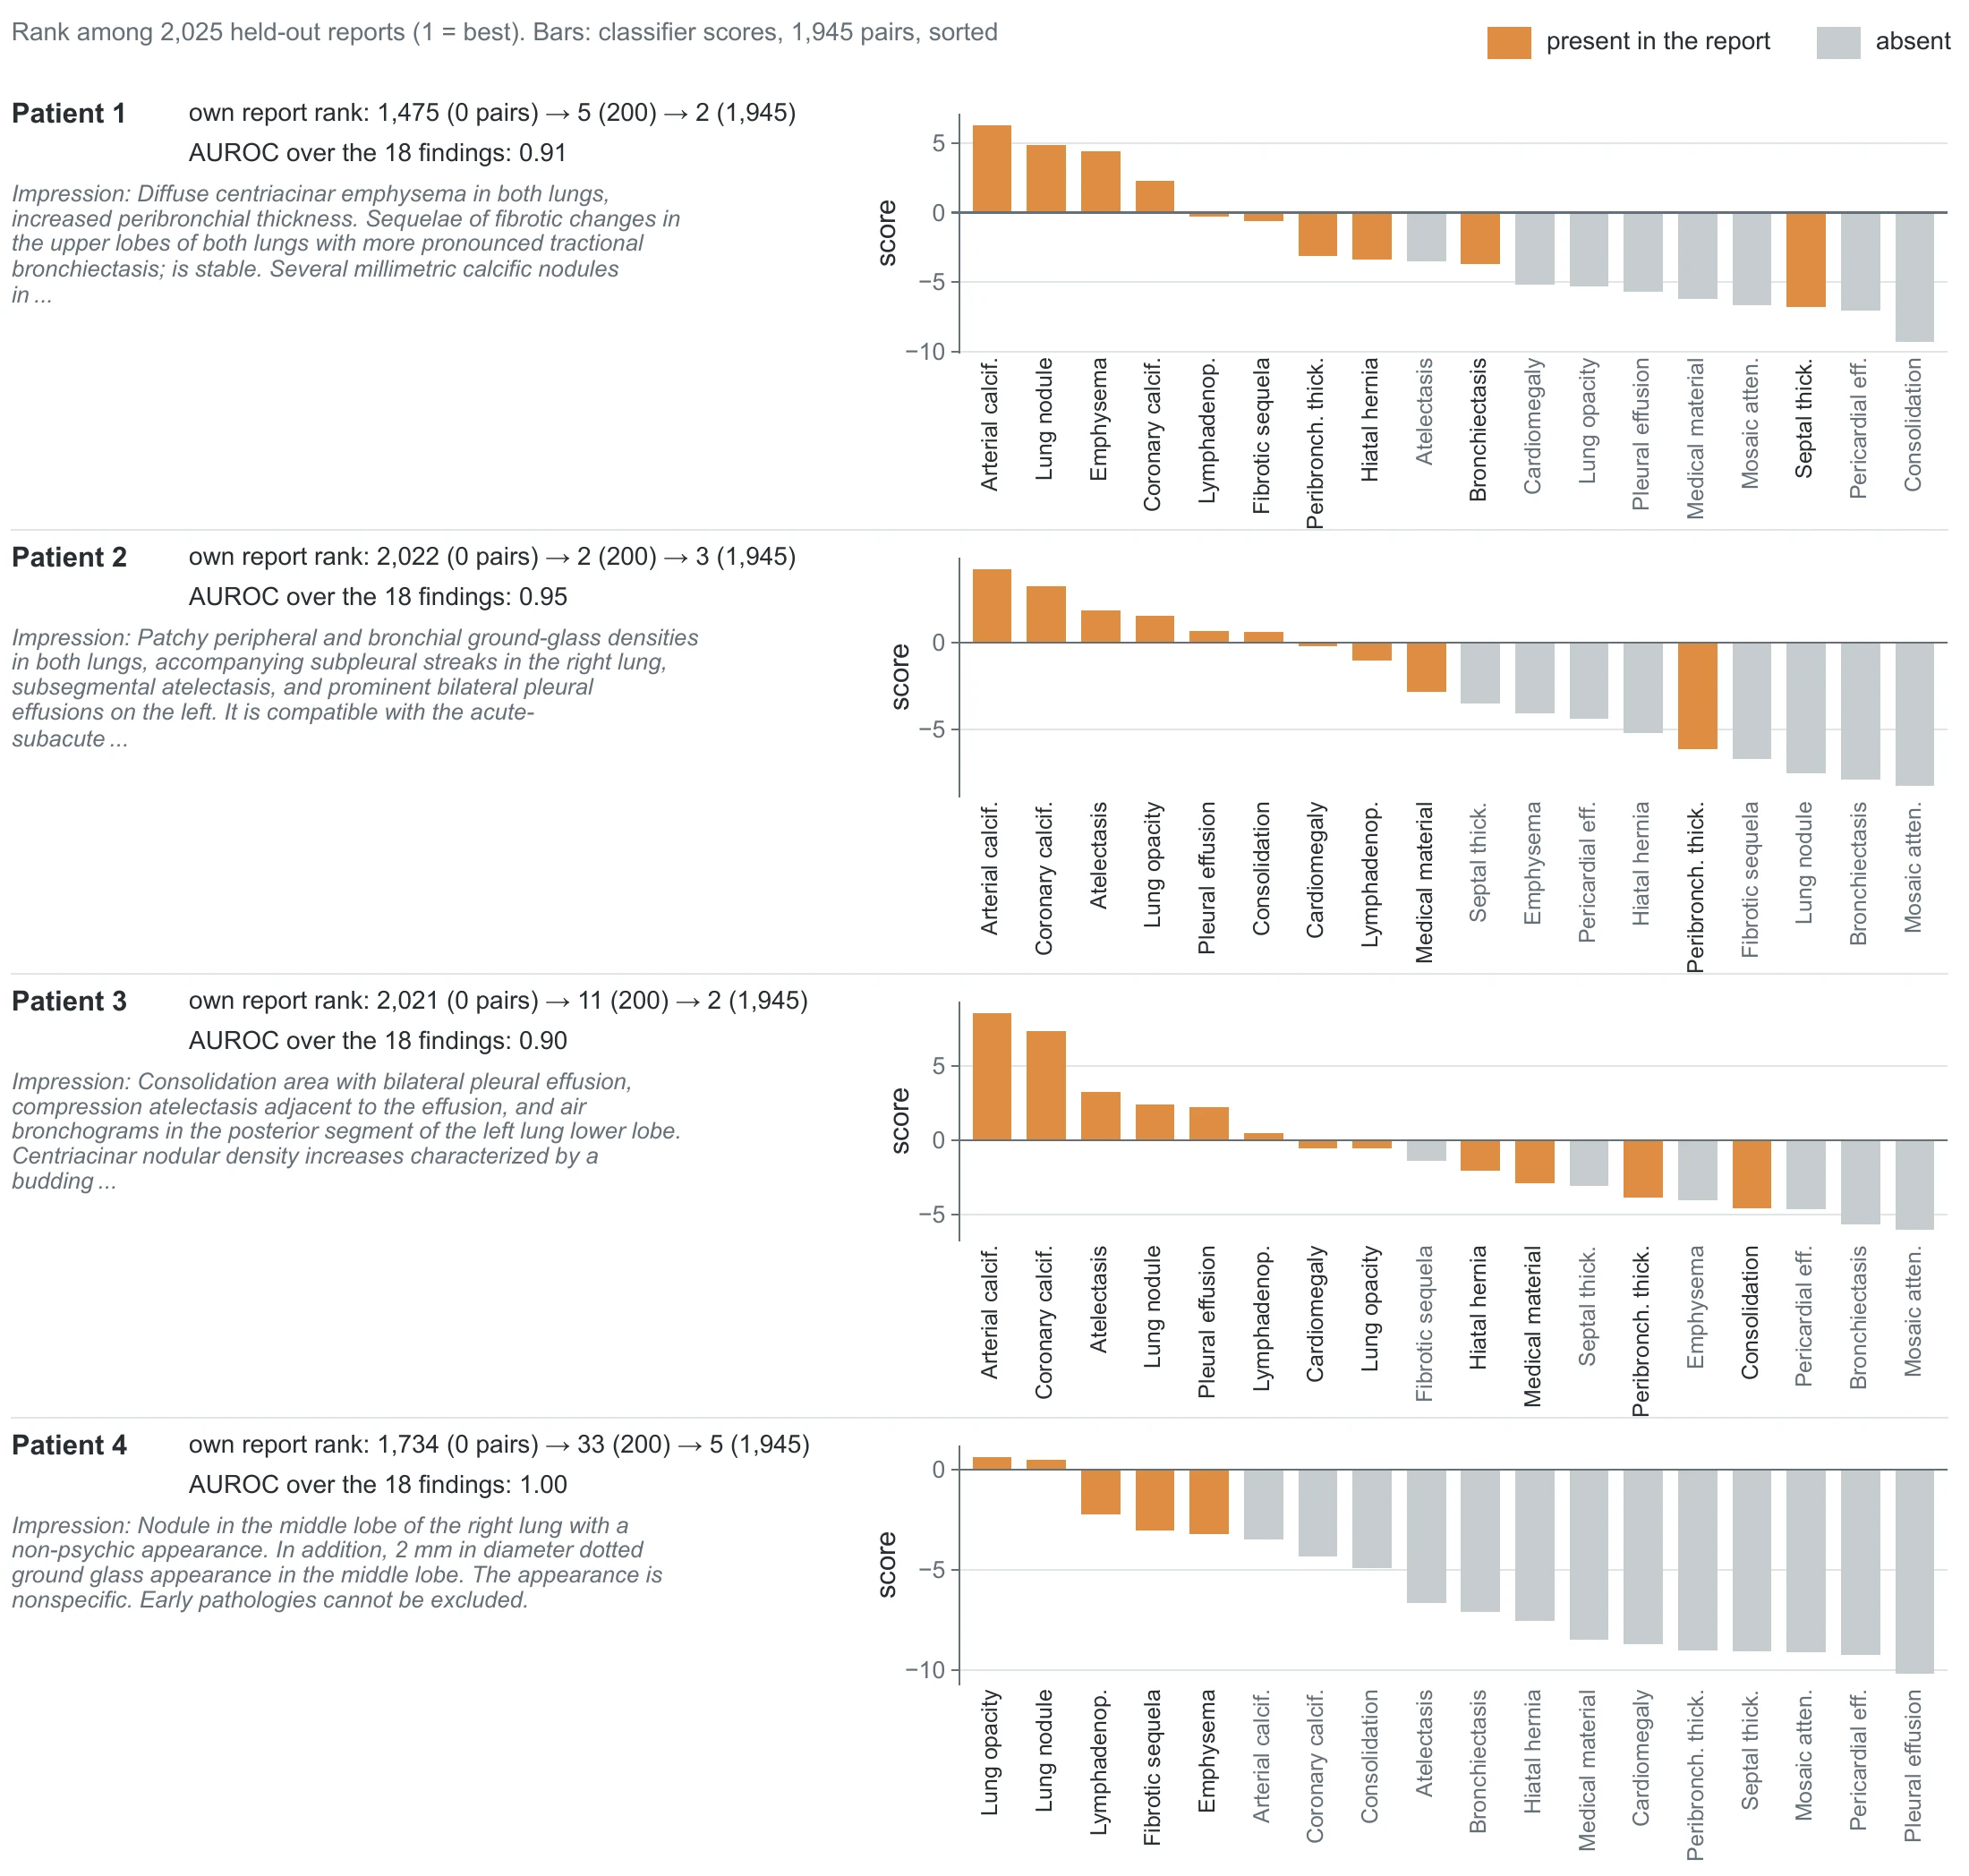 Rank among 2,025 held-out reports (1 = best). Bars: classifier scores, 1,945 pairs, sorted
present in the report
absent
Patient 1
own report rank: 1,475 (0 pairs) → 5 (200) → 2 (1,945)
AUROC over the 18 findings: 0.91
Impression: Diffuse centriacinar emphysema in both lungs,
increased peribronchial thickness. Sequelae of fibrotic changes in
the upper lobes of both lungs with more pronounced tractional
bronchiectasis; is stable. Several millimetric calcific nodules
in ...
score
5
0
−5
−10
Arterial calcif.
Lung nodule
Emphysema
Coronary calcif.
Lymphadenop.
Fibrotic sequela
Peribronch. thick.
Hiatal hernia
Atelectasis
Bronchiectasis
Cardiomegaly
Lung opacity
Pleural effusion
Medical material
Mosaic atten.
Septal thick.
Pericardial eff.
Consolidation
Patient 2
own report rank: 2,022 (0 pairs) → 2 (200) → 3 (1,945)
AUROC over the 18 findings: 0.95
Impression: Patchy peripheral and bronchial ground-glass densities
in both lungs, accompanying subpleural streaks in the right lung,
subsegmental atelectasis, and prominent bilateral pleural
effusions on the left. It is compatible with the acute-
subacute ...
score
0
−5
Arterial calcif.
Coronary calcif.
Atelectasis
Lung opacity
Pleural effusion
Consolidation
Cardiomegaly
Lymphadenop.
Medical material
Septal thick.
Emphysema
Pericardial eff.
Hiatal hernia
Peribronch. thick.
Fibrotic sequela
Lung nodule
Bronchiectasis
Mosaic atten.
Patient 3
own report rank: 2,021 (0 pairs) → 11 (200) → 2 (1,945)
AUROC over the 18 findings: 0.90
Impression: Consolidation area with bilateral pleural effusion,
compression atelectasis adjacent to the effusion, and air
bronchograms in the posterior segment of the left lung lower lobe.
Centriacinar nodular density increases characterized by a
budding ...
score
5
0
−5
Arterial calcif.
Coronary calcif.
Atelectasis
Lung nodule
Pleural effusion
Lymphadenop.
Cardiomegaly
Lung opacity
Fibrotic sequela
Hiatal hernia
Medical material
Septal thick.
Peribronch. thick.
Emphysema
Consolidation
Pericardial eff.
Bronchiectasis
Mosaic atten.
Patient 4
own report rank: 1,734 (0 pairs) → 33 (200) → 5 (1,945)
AUROC over the 18 findings: 1.00
Impression: Nodule in the middle lobe of the right lung with a
non-psychic appearance. In addition, 2 mm in diameter dotted
ground glass appearance in the middle lobe. The appearance is
nonspecific. Early pathologies cannot be excluded.
score
0
−5
−10
Lung opacity
Lung nodule
Lymphadenop.
Fibrotic sequela
Emphysema
Arterial calcif.
Coronary calcif.
Consolidation
Atelectasis
Bronchiectasis
Hiatal hernia
Medical material
Cardiomegaly
Peribronch. thick.
Septal thick.
Mosaic atten.
Pericardial eff.
Pleural effusion